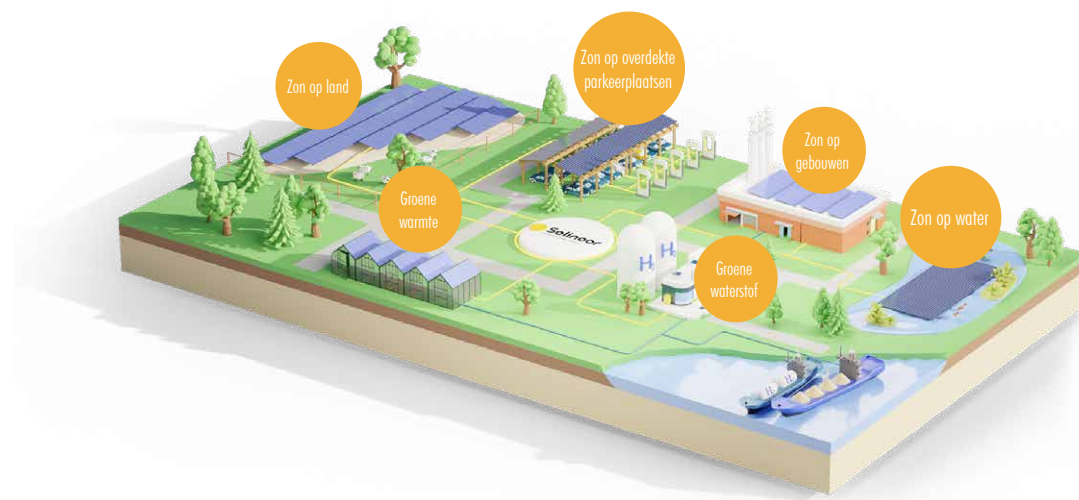 Zon op land
Zon op overdekte
parkeerplaatsen
Zon op
gebouwen
Groene
warmte
Zon op water
Solinoor
H₂
Groene
waterstof